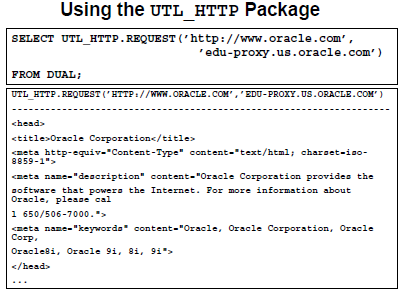 Using the UTL_HTTP Package
SELECT UTL_HTTP.REQUEST('http://www.oracle.com',
'edu-proxy.us.oracle.com')
FROM DUAL;
UTL_HTTP.REQUEST('HTTP://WWW.ORACLE.COM','EDU-PROXY.US.ORACLE.COM')
------------------------------------------------------------------
<head>
<title>Oracle Corporation</title>
<meta http-equiv="Content-Type" content="text/html; charset=iso-
8859-1">
<meta name="description" content="Oracle Corporation provides the
software that powers the Internet. For more information about
Oracle, please cal
1 650/506-7000.">
<meta name="keywords" content="Oracle, Oracle Corporation, Oracle
Corp,
Oracle8i, Oracle 9i, 8i, 9i">
</head>
...